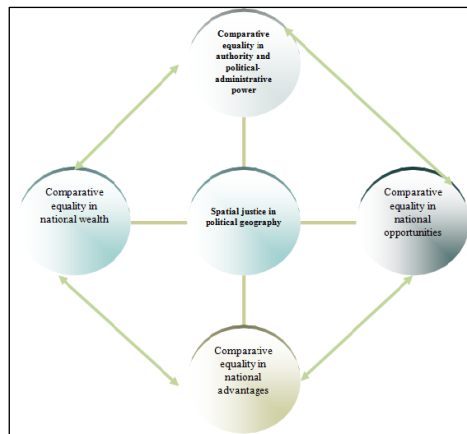 Comparative
equality in
authority and
political-
administrative
power
Comparative
equality in
national wealth
Spatial justice in
political geography
Comparative
equality in
national
opportunities
Comparative
equality in
national
advantages